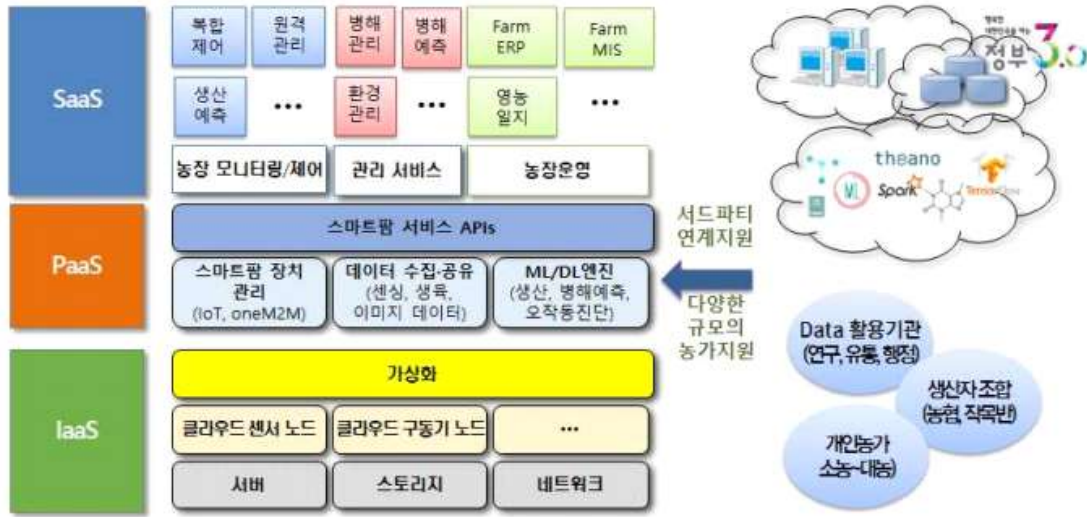 SaaS
복합
제어
원격
관리
병해
관리
병해
예측
Farm
ERP
Farm
MIS
생산
예측
...
환경
관리
...
영농
일지
...
농장 모니터링/제어
관리 서비스
농장운형
PaaS
스마트팜 서비스 APIs
스마트팜 장치
관리
(IoT, oneM2M)
데이터 수집·공유
(센싱, 생육,
이미지 데이터)
ML/DL엔진
(생산, 병해예측,
오작동진단)
IaaS
가상화
클라우드 센서 노드
클라우드 구동기 노드
...
서버
스토리지
네트워크
서드파티
연계지원
다양한
규모의
농가지원
정부3.0
theano
ML
Spark
TensorFlow
Data 활용기관
(연구, 유통, 행정)
생산자 조합
(농협, 작목반)
개인농가
소농~대농)